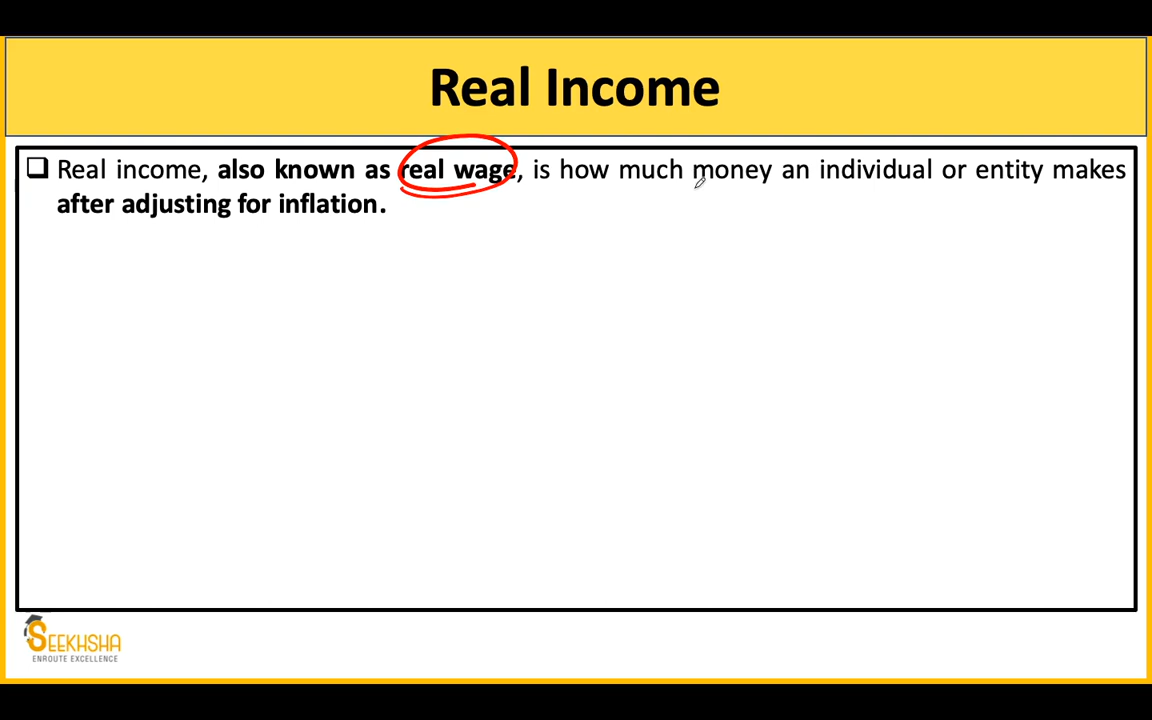 Real Income
Real income, also known as real wage, is how much money an individual or entity makes
after adjusting for inflation.
SEEKHSHA
ENROUTE EXCELLENCE